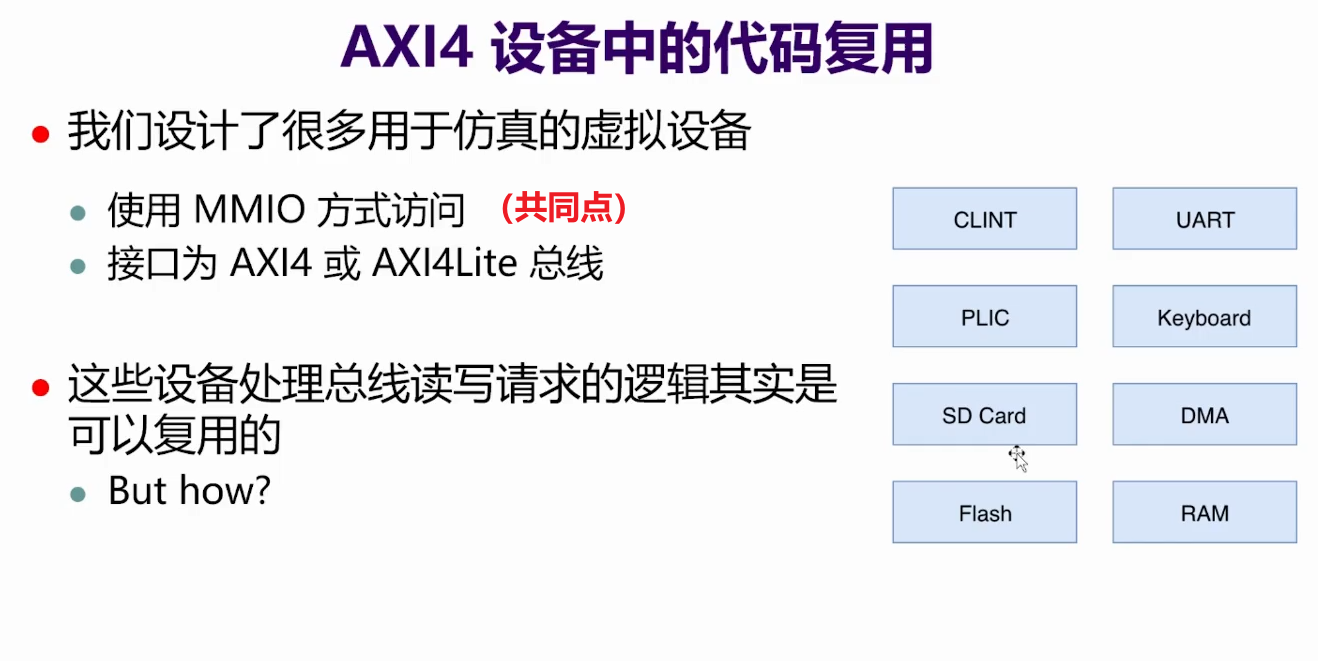 AXI4 设备中的代码复用
我们设计了很多用于仿真的虚拟设备
使用 MMIO 方式访问 (共同点)
接口为 AXI4 或 AXI4Lite 总线
这些设备处理总线读写请求的逻辑其实是
可以复用的
But how?
CLINT
UART
PLIC
Keyboard
SD Card
DMA
Flash
RAM